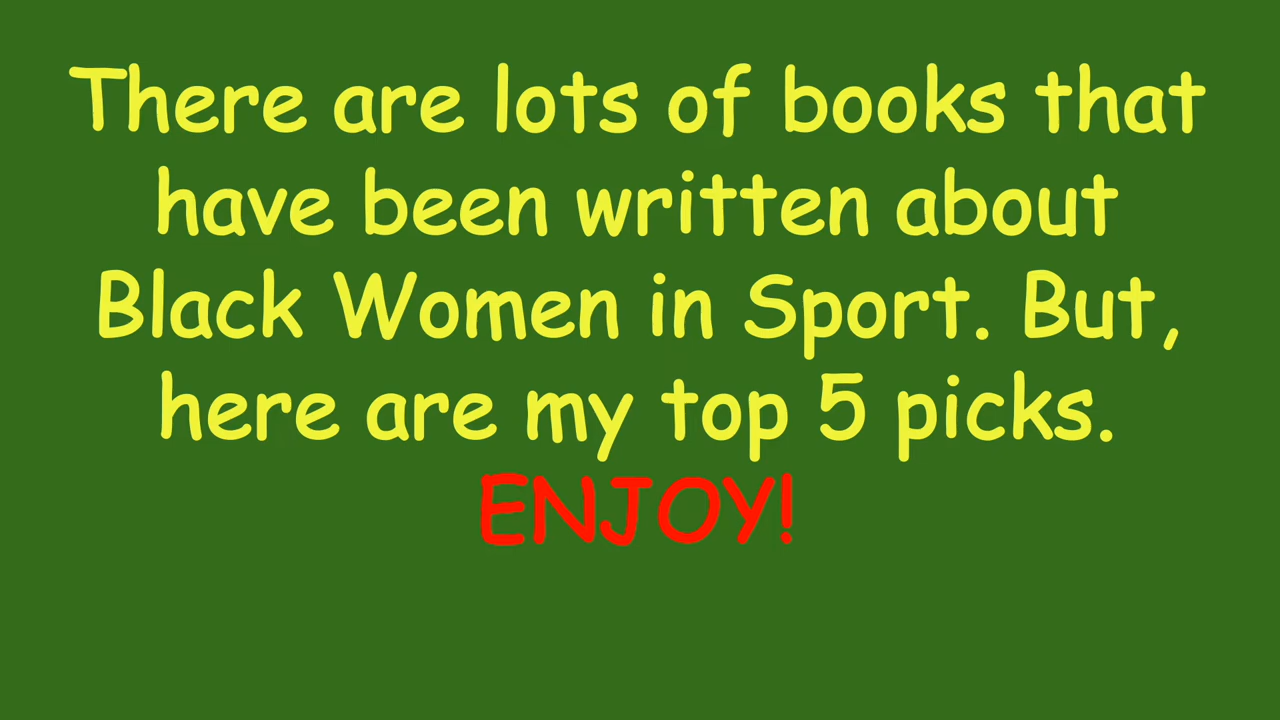 There are lots of books that
have been written about
Black Women in Sport. But,
here are my top 5 picks.
ENJOY!